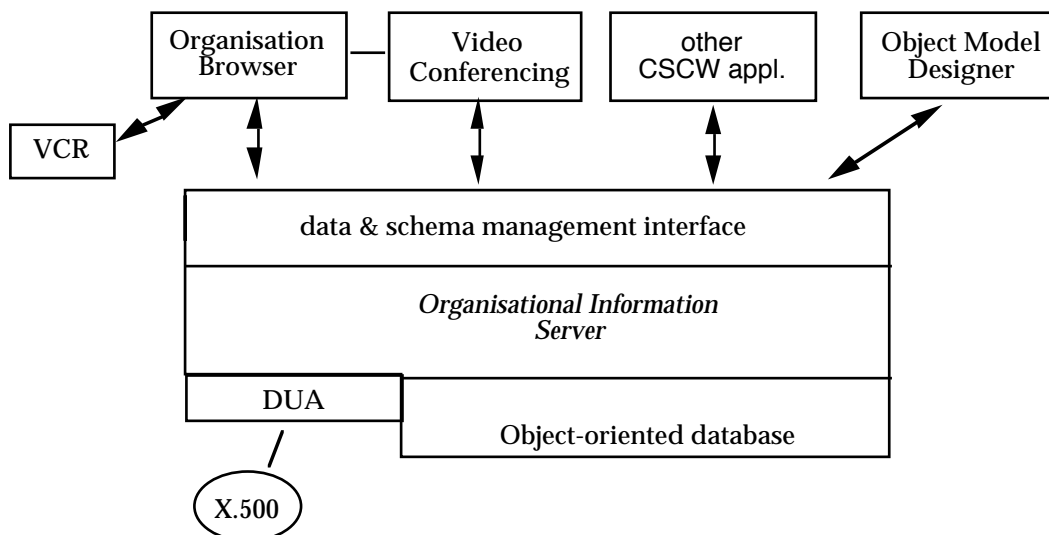 Organisation
Browser
Video
Conferencing
other
CSCW appl.
Object Model
Designer
VCR
data & schema management interface
Organisational Information
Server
DUA
Object-oriented database
X.500